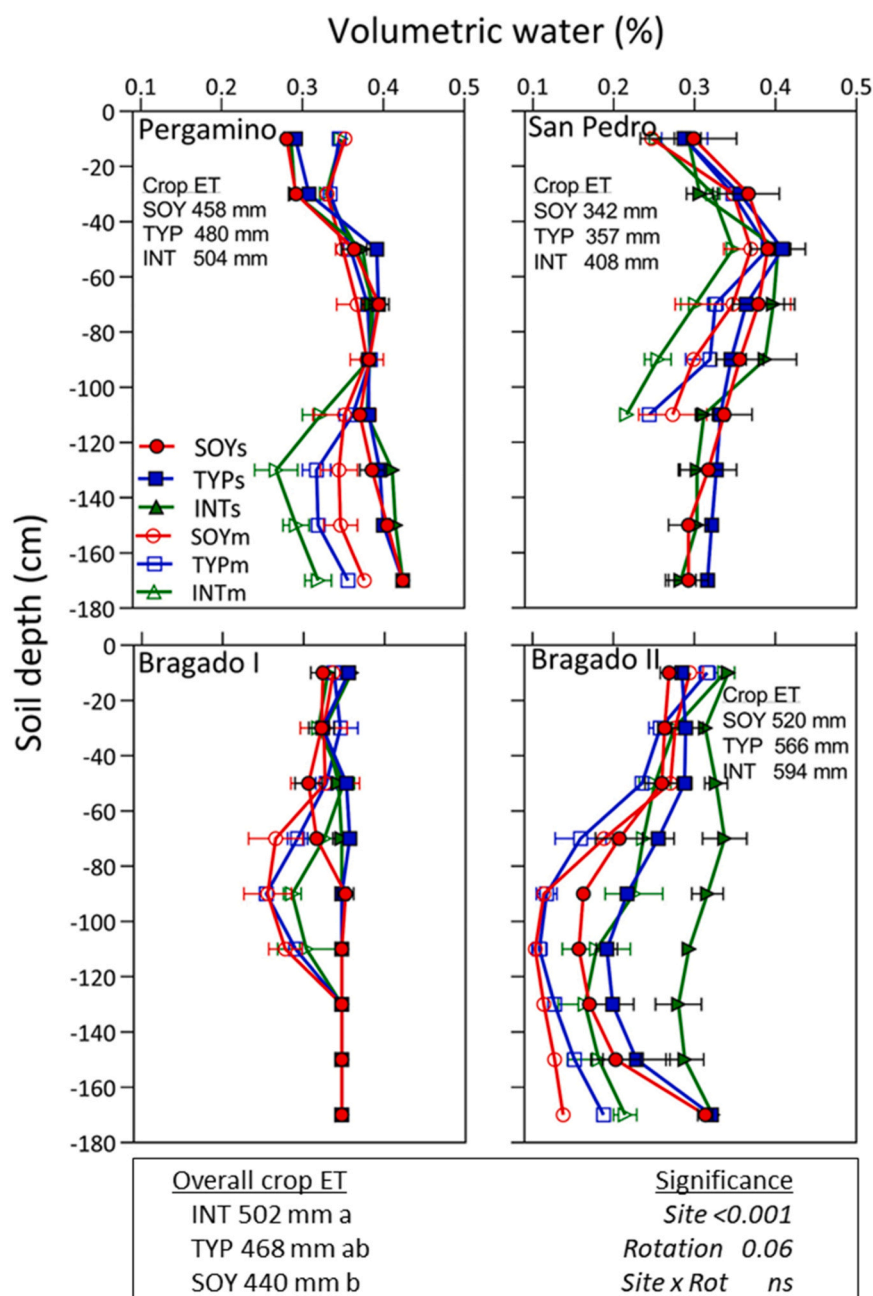 Volumetric water (%)
0.1 0.2 0.3 0.4 0.5 0.1 0.2 0.3 0.4 0.5
Soil depth (cm)
0
-20
-40
-60
-80
-100
-120
-140
-160
-180
Pergamino
Crop ET
SOY 458 mm
TYP 480 mm
INT 504 mm
SOYs
TYPs
INTs
SOYm
TYPm
INTm
San Pedro
Crop ET
SOY 342 mm
TYP 357 mm
INT 408 mm
0
-20
-40
-60
-80
-100
-120
-140
-160
-180
Bragado I
Bragado II
Crop ET
SOY 520 mm
TYP 566 mm
INT 594 mm
Overall crop ET
INT 502 mm a
TYP 468 mm ab
SOY 440 mm b
Significance
Site <0.001
Rotation 0.06
Site x Rot ns